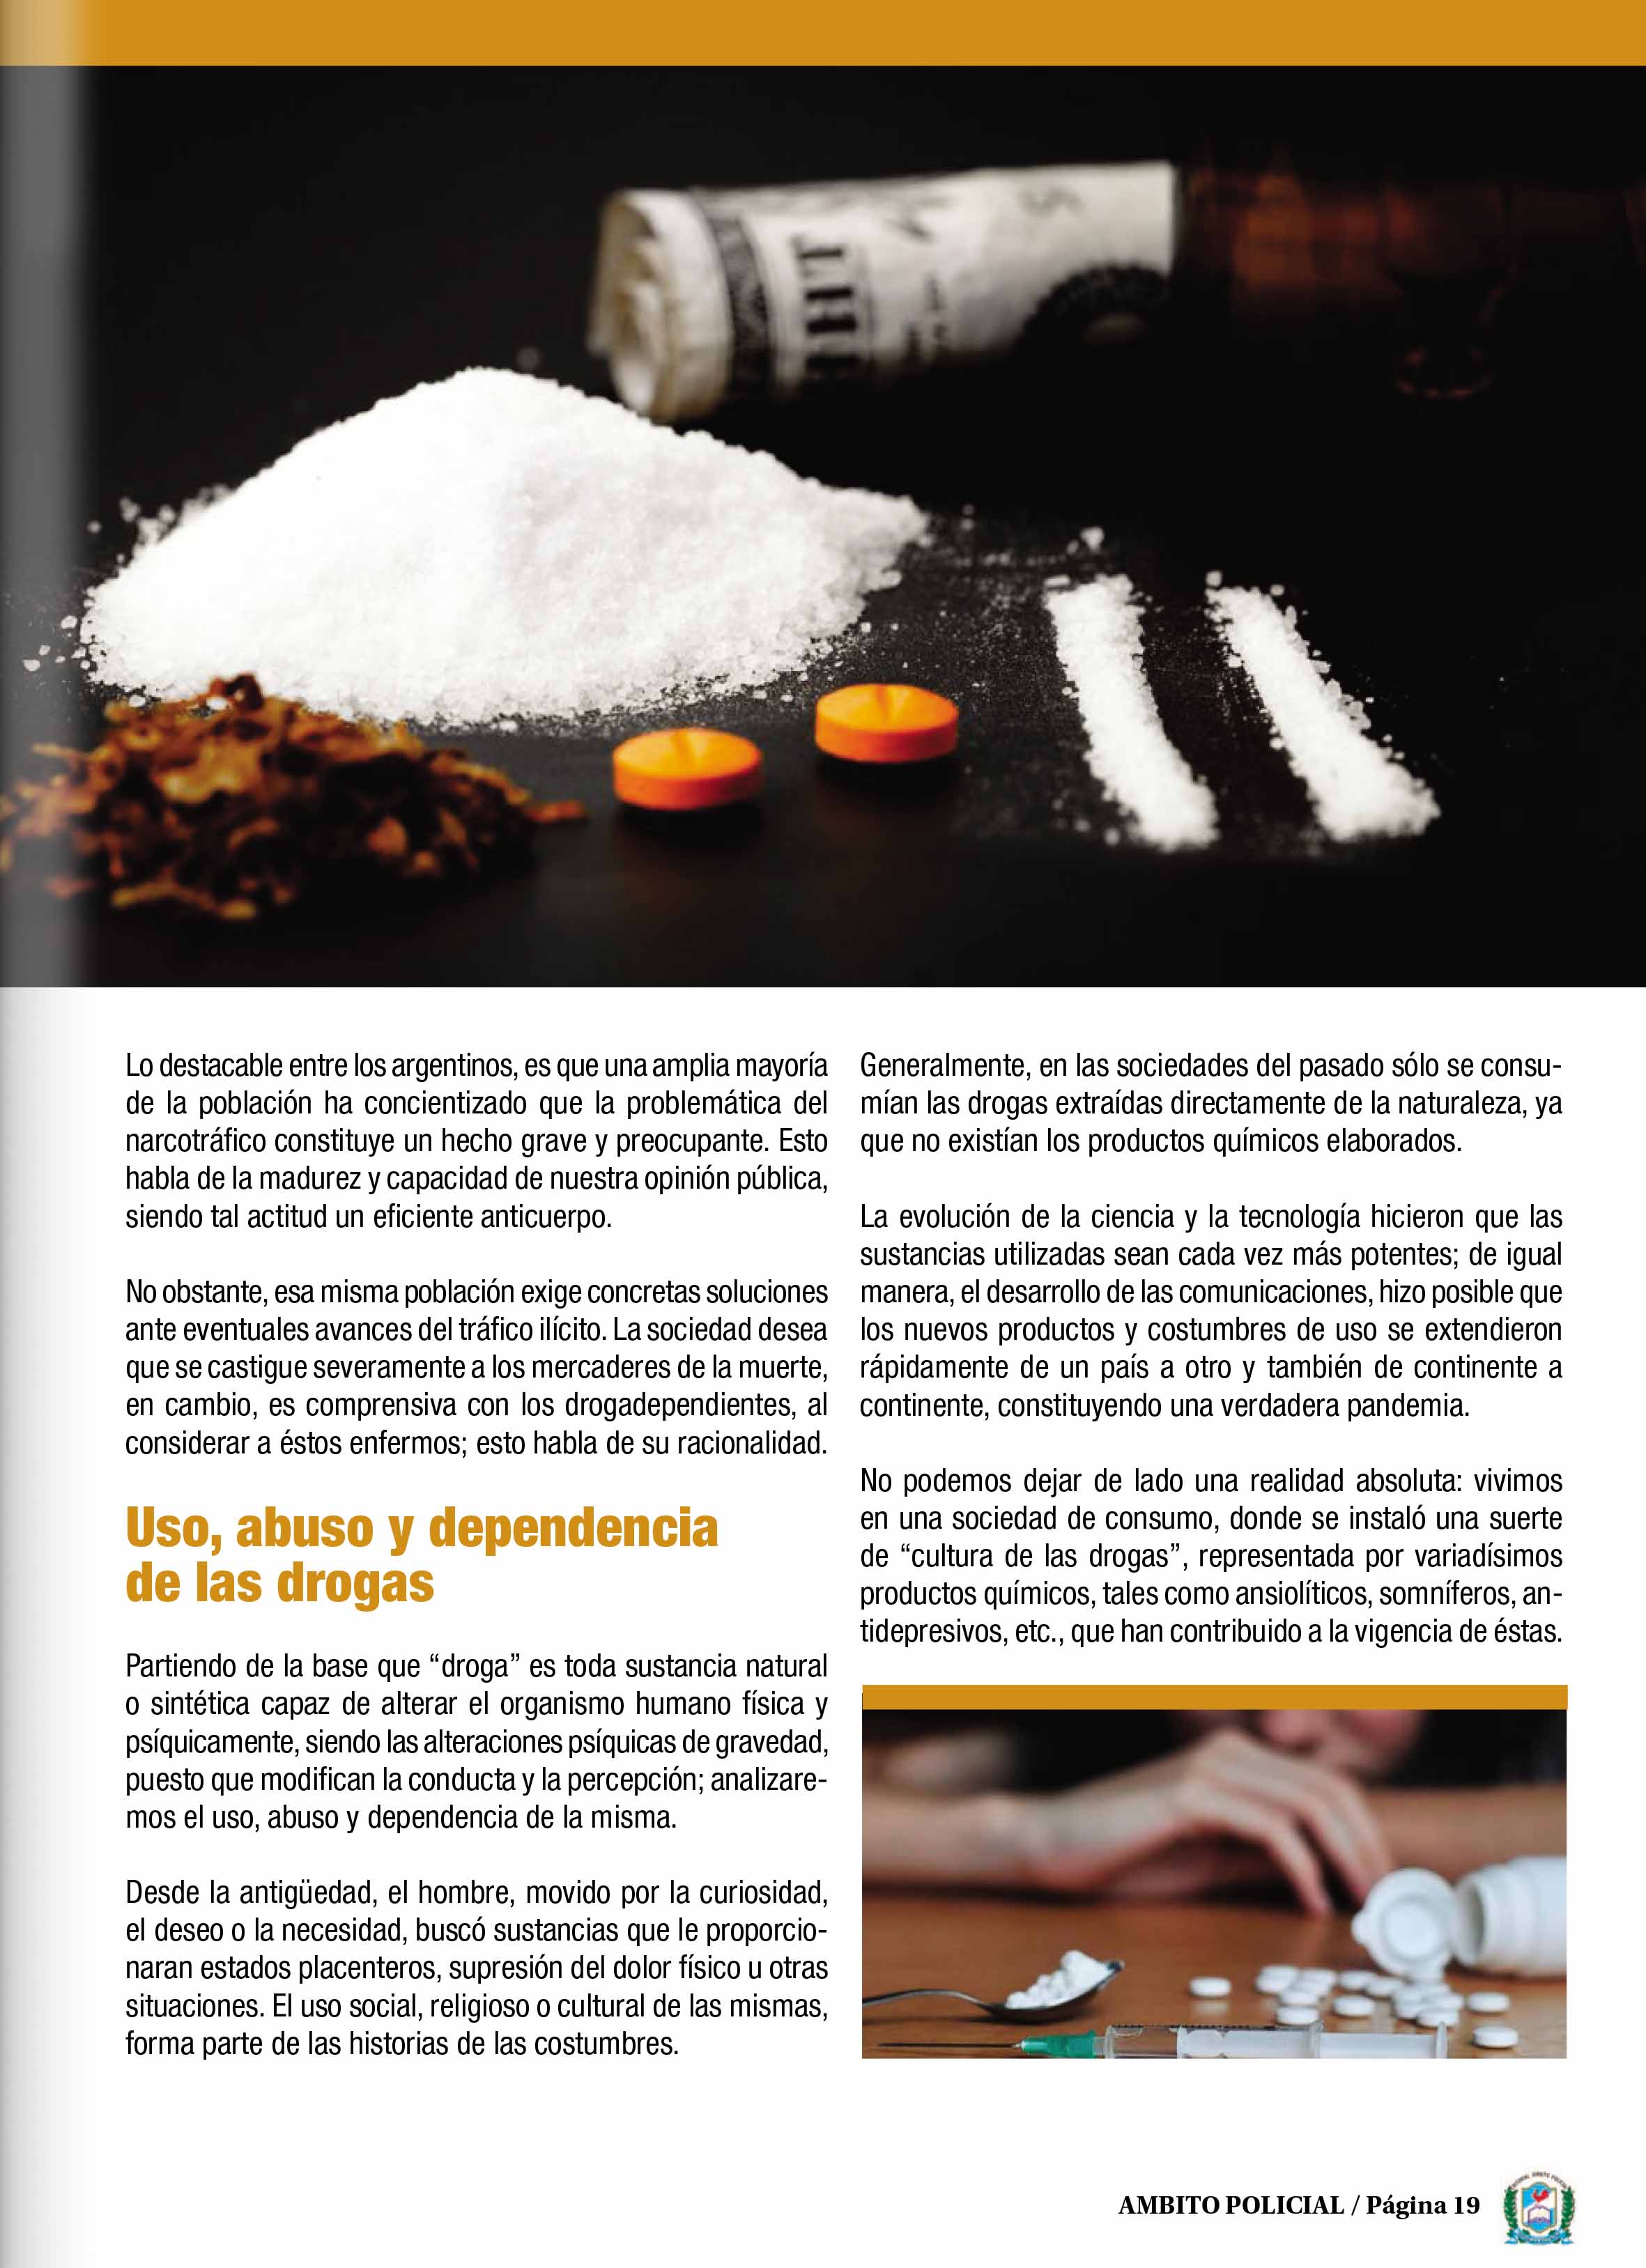 Lo destacable entre los argentinos, es que una amplia mayoría
de la población ha concientizado que la problemática del
narcotráfico constituye un hecho grave y preocupante. Esto
habla de la madurez y capacidad de nuestra opinión pública,
siendo tal actitud un eficiente anticuerpo.
No obstante, esa misma población exige concretas soluciones
ante eventuales avances del tráfico ilícito. La sociedad desea
que se castigue severamente a los mercaderes de la muerte,
en cambio, es comprensiva con los drogadependientes, al
considerar a éstos enfermos; esto habla de su racionalidad.
Uso, abuso y dependencia
de las drogas
Partiendo de la base que “droga” es toda sustancia natural
o sintética capaz de alterar el organismo humano física y
psíquicamente, siendo las alteraciones psíquicas de gravedad,
puesto que modifican la conducta y la percepción; analizare-
mos el uso, abuso y dependencia de la misma.
Desde la antigüedad, el hombre, movido por la curiosidad,
el deseo o la necesidad, buscó sustancias que le proporcio-
naran estados placenteros, supresión del dolor físico u otras
situaciones. El uso social, religioso o cultural de las mismas,
forma parte de las historias de las costumbres.
Generalmente, en las sociedades del pasado sólo se consu-
mían las drogas extraídas directamente de la naturaleza, ya
que no existían los productos químicos elaborados.
La evolución de la ciencia y la tecnología hicieron que las
sustancias utilizadas sean cada vez más potentes; de igual
manera, el desarrollo de las comunicaciones, hizo posible que
los nuevos productos y costumbres de uso se extendieron
rápidamente de un país a otro y también de continente a
continente, constituyendo una verdadera pandemia.
No podemos dejar de lado una realidad absoluta: vivimos
en una sociedad de consumo, donde se instaló una suerte
de “cultura de las drogas”, representada por variadísimos
productos químicos, tales como ansiolíticos, somníferos, an-
tidepresivos, etc., que han contribuido a la vigencia de éstas.
AMBITO POLICIAL / Página 19